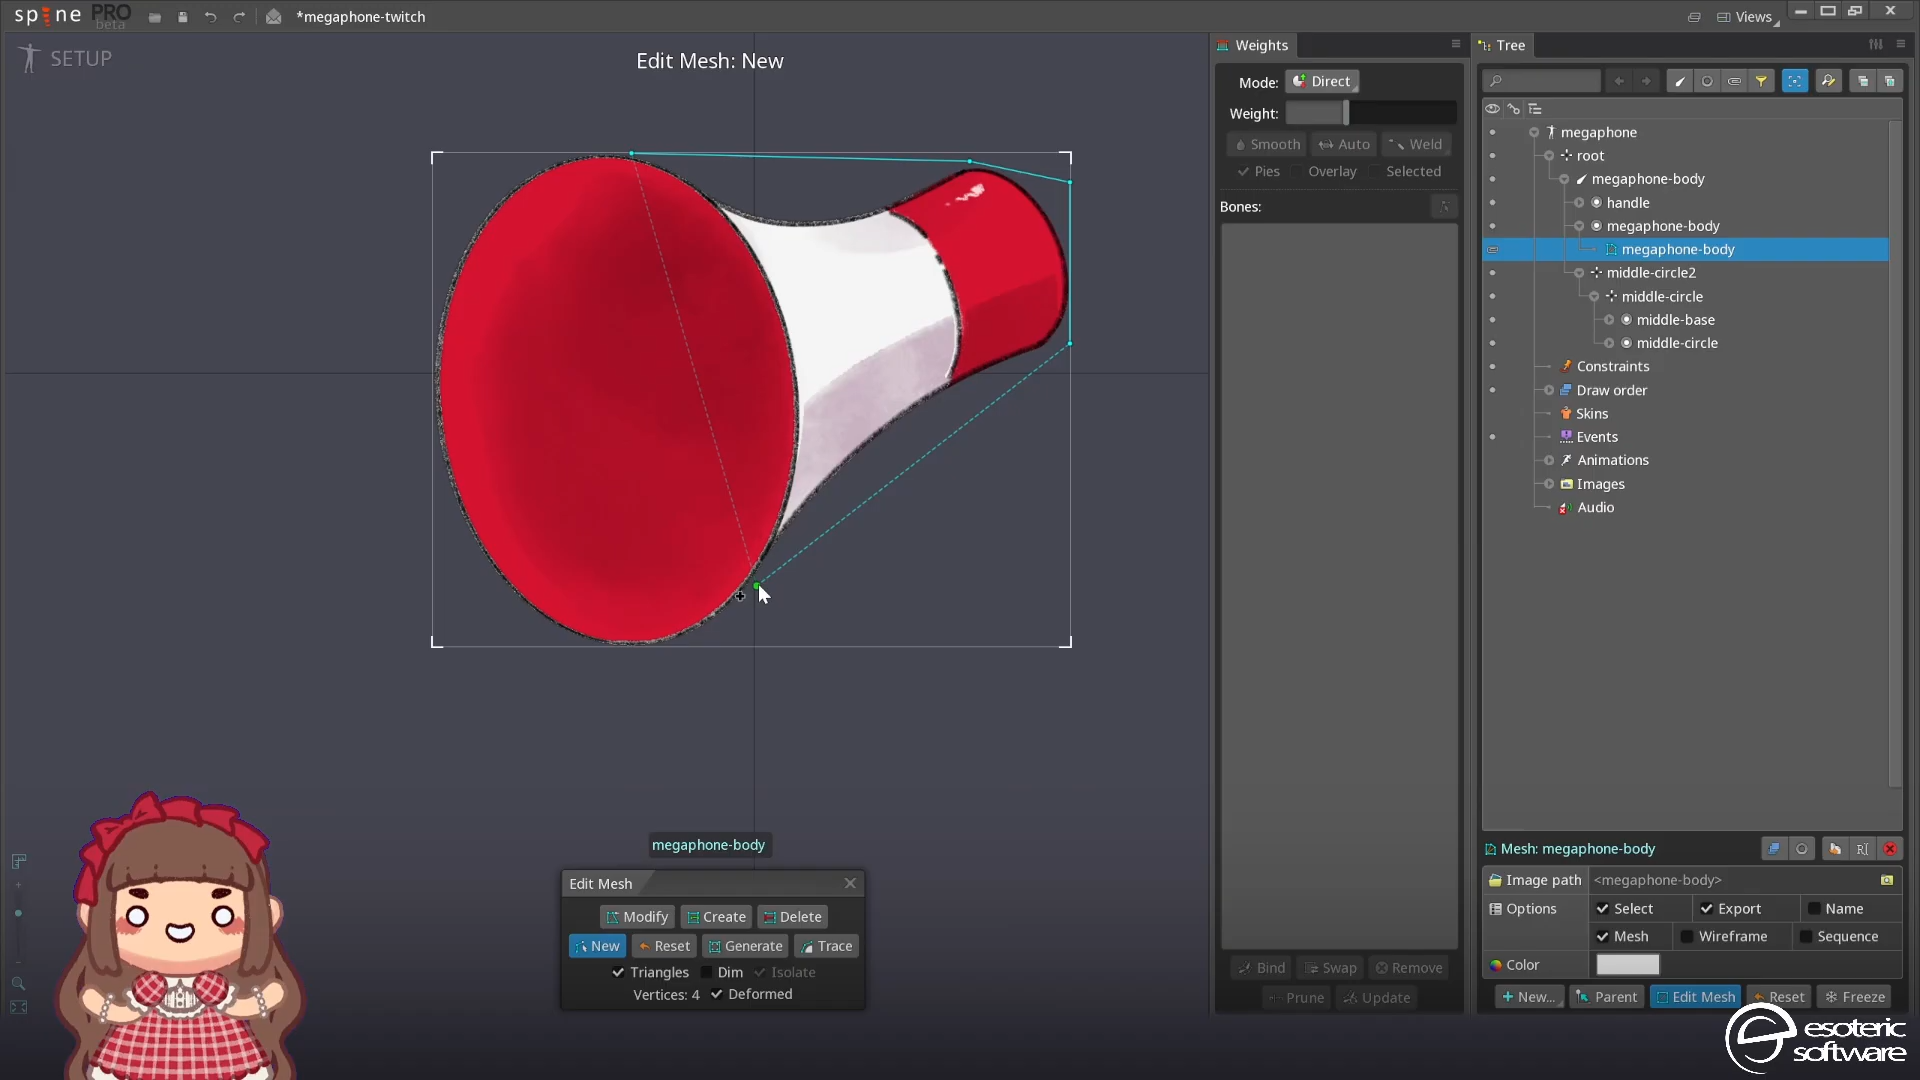 spine PRO beta
*megaphone-twitch
Views
SETUP
Edit Mesh: New
Weights
Mode: Direct
Weight:
Smooth Auto Weld
Pies Overlay Selected
Bones:
Bind Swap Remove
Prune Update
Tree
megaphone
root
megaphone-body
handle
megaphone-body
megaphone-body
middle-circle2
middle-circle
middle-base
middle-circle
Constraints
Draw order
Skins
Events
Animations
Images
Audio
Mesh: megaphone-body
Image path <megaphone-body>
Options Select Export Name
Mesh Wireframe Sequence
Color
New... Parent Edit Mesh Reset Freeze
megaphone-body
Edit Mesh
Modify Create Delete
New Reset Generate Trace
Triangles Dim Isolate
Vertices: 4 Deformed
esoteric
software